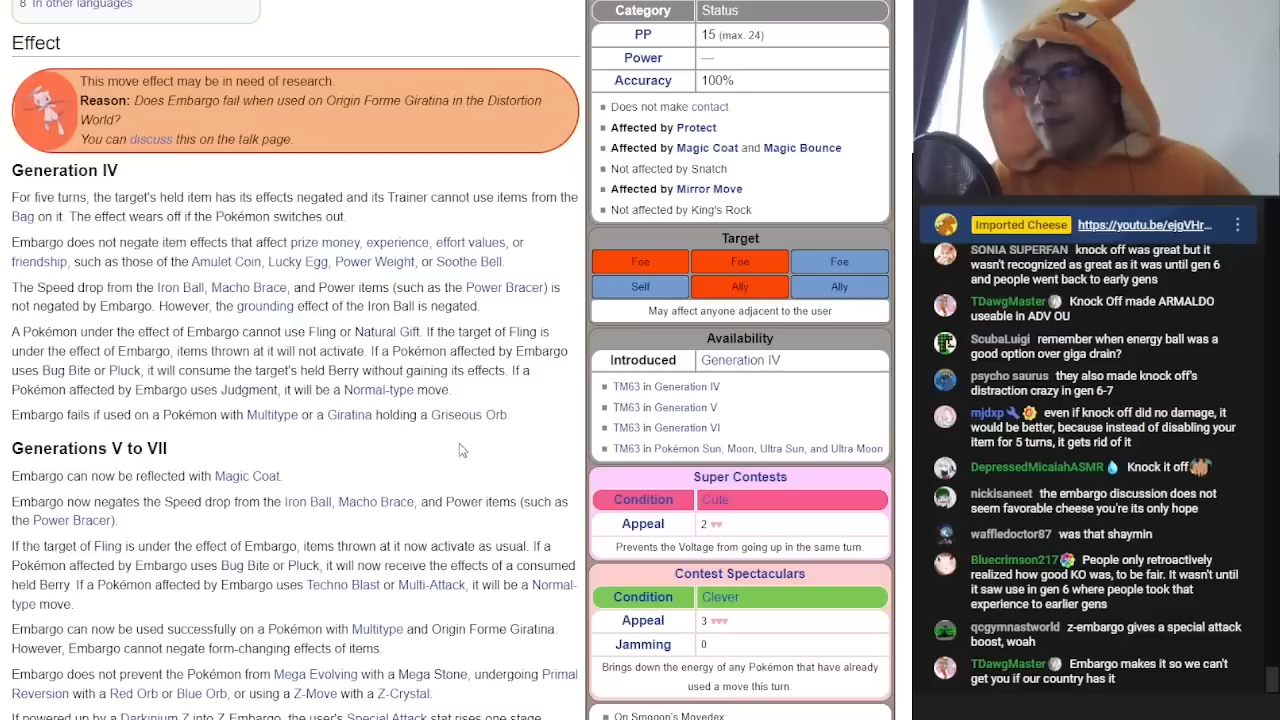 8 In other languages
Effect
This move effect may be in need of research.
Reason: Does Embargo fail when used on Origin Forme Giratina in the Distortion
World?
You can discuss this on the talk page.
Generation IV
For five turns, the target's held item has its effects negated and its Trainer cannot use items from the
Bag on it. The effect wears off if the Pokémon switches out.
Embargo does not negate item effects that affect prize money, experience, effort values, or
friendship, such as those of the Amulet Coin, Lucky Egg, Power Weight, or Soothe Bell.
The Speed drop from the Iron Ball, Macho Brace, and Power items (such as the Power Bracer) is
not negated by Embargo. However, the grounding effect of the Iron Ball is negated.
A Pokémon under the effect of Embargo cannot use Fling or Natural Gift. If the target of Fling is
under the effect of Embargo, items thrown at it will not activate. If a Pokémon affected by Embargo
uses Bug Bite or Pluck, it will consume the target's held Berry without gaining its effects. If a
Pokémon affected by Embargo uses Judgment, it will be a Normal-type move.
Embargo fails if used on a Pokémon with Multitype or a Giratina holding a Griseous Orb.
Generations V to VII
Embargo can now be reflected with Magic Coat.
Embargo now negates the Speed drop from the Iron Ball, Macho Brace, and Power items (such as
the Power Bracer).
If the target of Fling is under the effect of Embargo, items thrown at it now activate as usual. If a
Pokémon affected by Embargo uses Bug Bite or Pluck, it will now receive the effects of a consumed
held Berry. If a Pokémon affected by Embargo uses Techno Blast or Multi-Attack, it will be a Normal-
type move.
Embargo can now be used successfully on a Pokémon with Multitype and Origin Forme Giratina.
However, Embargo cannot negate form-changing effects of items.
Embargo does not prevent the Pokémon from Mega Evolving with a Mega Stone, undergoing Primal
Reversion with a Red Orb or Blue Orb, or using a Z-Move with a Z-Crystal.
If powered up by a Darkinium Z into Z-Embargo, the user's Special Attack stat rises one stage.
Category Status
PP 15 (max. 24)
Power —
Accuracy 100%
Does not make contact
Affected by Protect
Affected by Magic Coat and Magic Bounce
Not affected by Snatch
Affected by Mirror Move
Not affected by King's Rock
Target
Foe Foe Foe
Self Ally Ally
May affect anyone adjacent to the user
Availability
Introduced Generation IV
TM63 in Generation IV
TM63 in Generation V
TM63 in Generation VI
TM63 in Pokémon Sun, Moon, Ultra Sun, and Ultra Moon
Super Contests
Condition Cute
Appeal 2 ♥♥
Prevents the Voltage from going up in the same turn.
Contest Spectaculars
Condition Clever
Appeal 3 ♥♥♥
Jamming 0
Brings down the energy of any Pokémon that have already
used a move this turn.
On Smogon's Movedex:
Imported Cheese https://youtu.be/ejgVHr...
SONIA SUPERFAN knock off was great but it
wasn't recognized as great as it was until gen 6
and people went back to early gens
TDawgMaster Knock Off made ARMALDO
useable in ADV OU
ScubaLuigi remember when energy ball was a
good option over giga drain?
psycho saurus they also made knock off's
distraction crazy in gen 6-7
mjdxp even if knock off did no damage, it
would be better, because instead of disabling your
item for 5 turns, it gets rid of it
DepressedMicaiahASMR Knock it off
nickisaneet the embargo discussion does not
seem favorable cheese you're its only hope
waffledoctor87 was that shaymin
Bluecrimson217 People only retroactively
realized how good KO was, to be fair. It wasn't until
it saw use in gen 6 where people took that
experience to earlier gens
qcgymnastworld z-embargo gives a special attack
boost, woah
TDawgMaster Embargo makes it so we can't
get you if our country has it